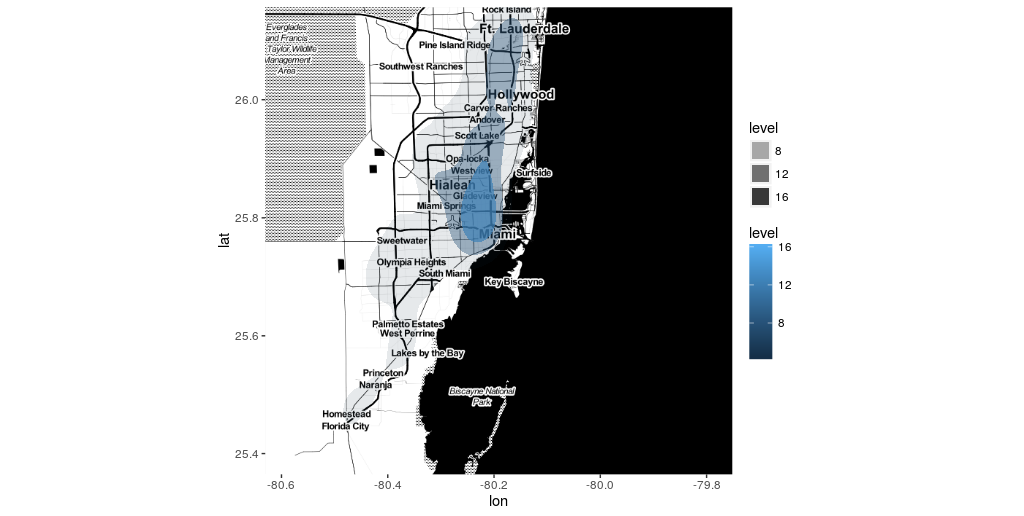 Rock Island
Ft. Lauderdale
Everglades
and Francis
Taylor Wildlife
Management
Area
Pine Island Ridge
Southwest Ranches
Hollywood
26.0
Carver Ranches
Andover
Scott Lake
Opa-locka
Westview
Surfside
Hialeah
Gladeview
Miami Springs
25.8
Miami
Sweetwater
Olympia Heights
South Miami
Key Biscayne
Palmetto Estates
West Perrine
25.6
Lakes by the Bay
Princeton
Naranja
Biscayne National
Park
Homestead
Florida City
25.4
-80.6
-80.4
-80.2
-80.0
-79.8
lon
lat
level
8
12
16
level
16
12
8